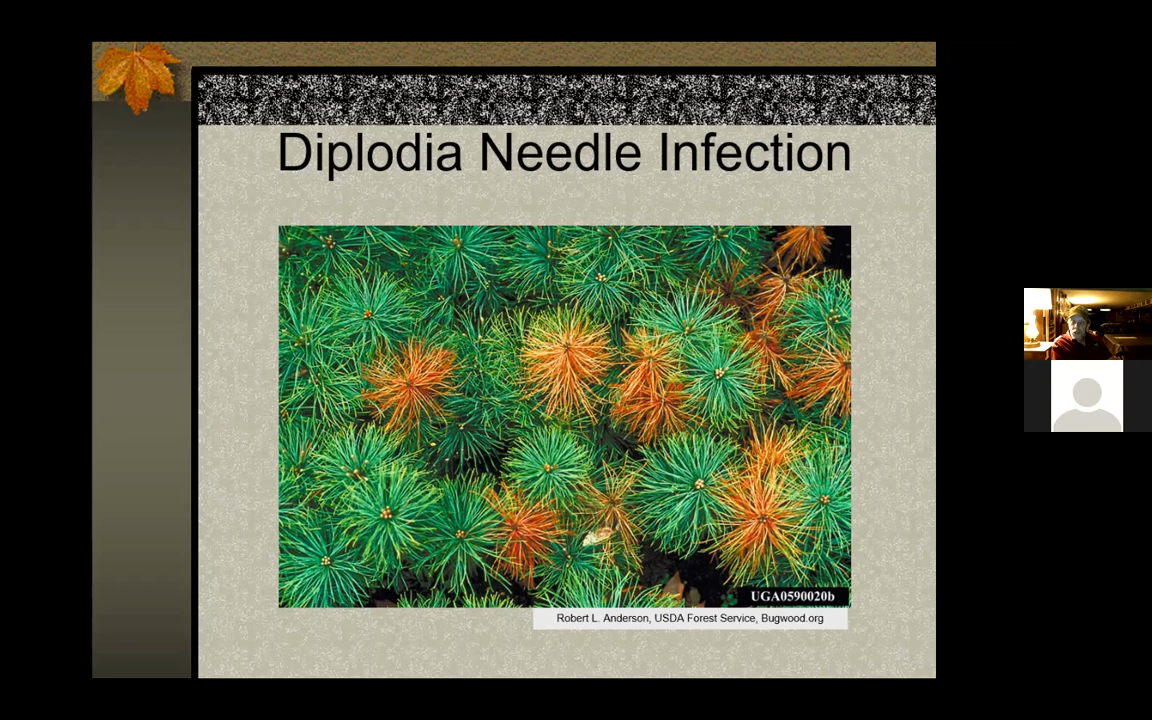 Diplodia Needle Infection
UGA0590020b
Robert L. Anderson, USDA Forest Service, Bugwood.org